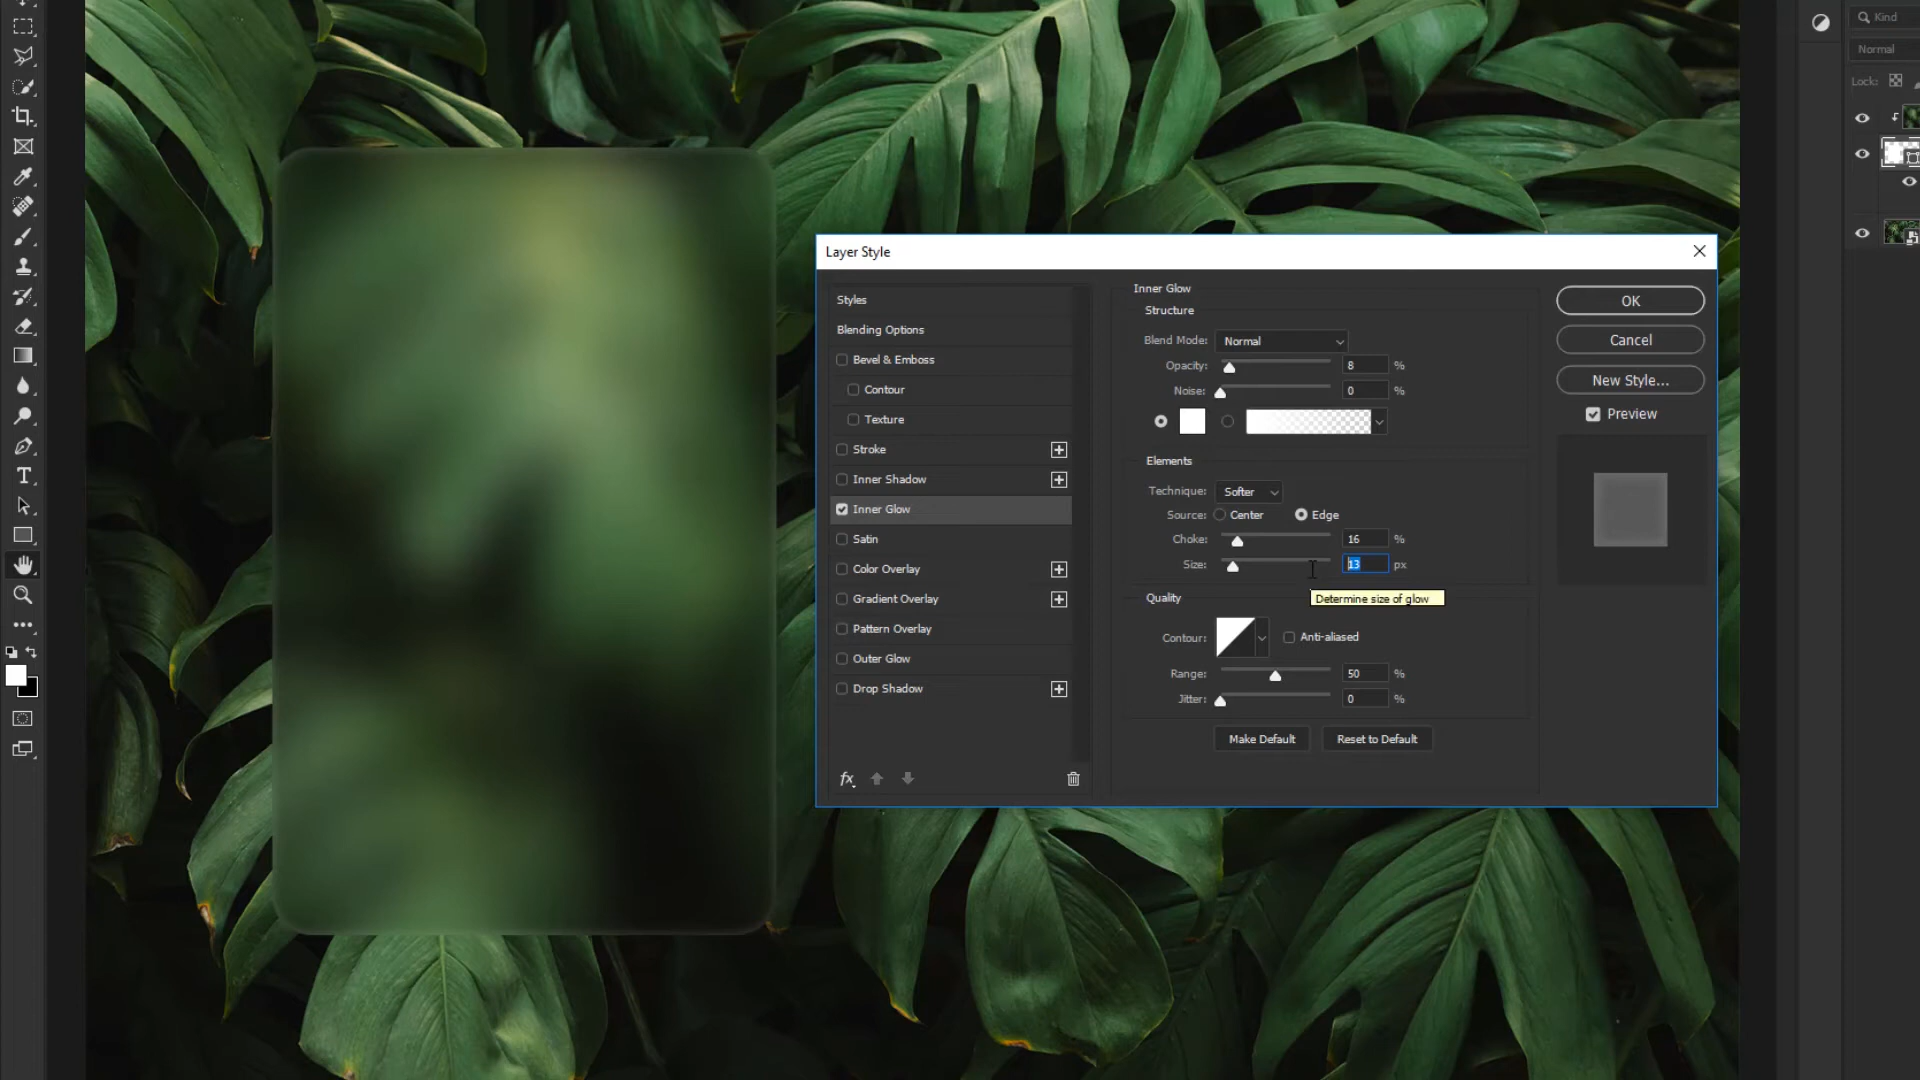 Kind
Normal
Lock:
Layer Style
Styles
Blending Options
Bevel & Emboss
Contour
Texture
Stroke
Inner Shadow
Inner Glow
Satin
Color Overlay
Gradient Overlay
Pattern Overlay
Outer Glow
Drop Shadow
fx
Inner Glow
Structure
Blend Mode: Normal
Opacity: 8 %
Noise: 0 %
Elements
Technique: Softer
Source: Center Edge
Choke: 16 %
Size: 13 px
Determine size of glow
Quality
Contour: Anti-aliased
Range: 50 %
Jitter: 0 %
Make Default Reset to Default
OK
Cancel
New Style...
Preview
T